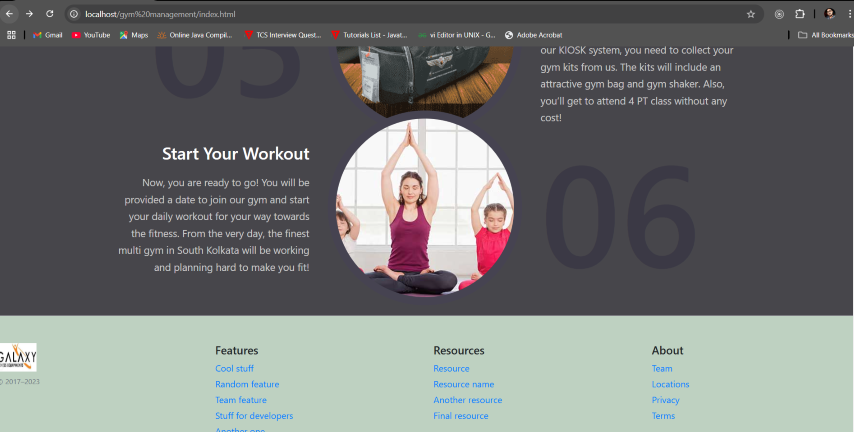 localhost/gym%20management/index.html
Gmail
YouTube
Maps
Online Java Compil...
TCS Interview Quest...
Tutorials List - Javat...
vi Editor in UNIX - G...
Adobe Acrobat
All Bookmarks
05
our KIOSK system, you need to collect your
gym kits from us. The kits will include an
attractive gym bag and gym shaker. Also,
you'll get to attend 4 PT class without any
cost!
Start Your Workout
Now, you are ready to go! You will be
provided a date to join our gym and start
your daily workout for your way towards
the fitness. From the very day, the finest
multi gym in South Kolkata will be working
and planning hard to make you fit!
06
GALAXY
© 2017–2023
Features
Cool stuff
Random feature
Team feature
Stuff for developers
Another one
Resources
Resource
Resource name
Another resource
Final resource
About
Team
Locations
Privacy
Terms